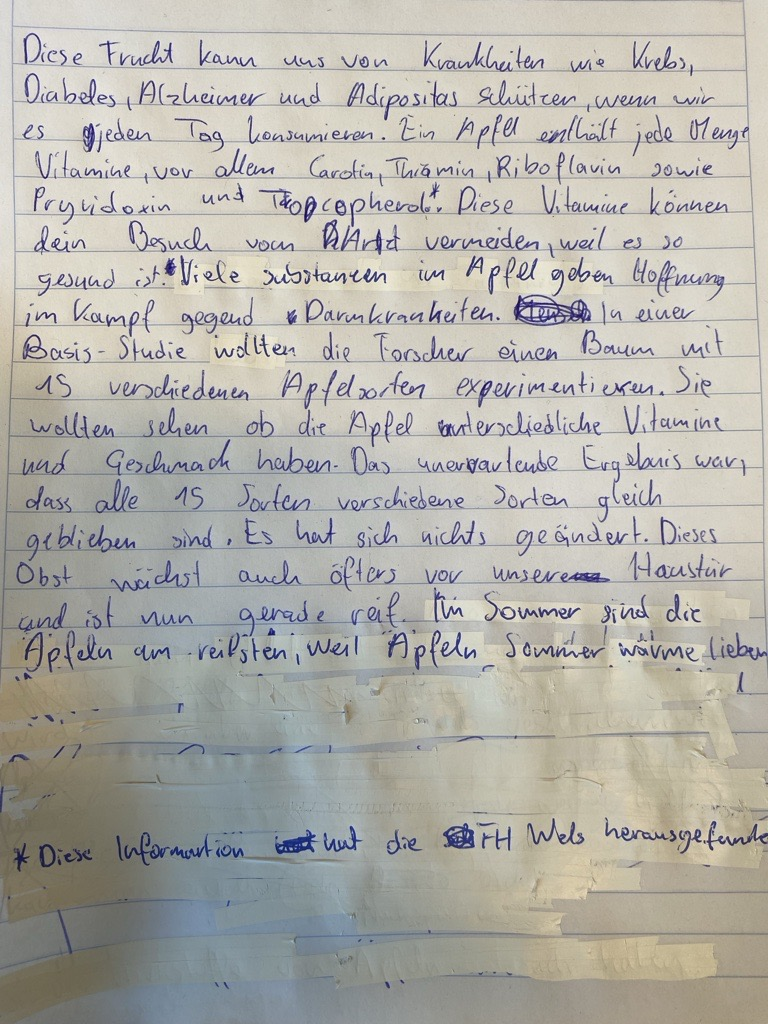 Diese Frucht kann uns von Krankheiten wie Krebs,
Diabetes, Alzheimer und Adipositas schützen, wenn wir
es jeden Tag konsumieren. Ein Apfel enthält jede Menge
Vitamine, vor allem Carotin, Thiamin, Riboflavin sowie
Pryridoxin und Topcopherol*. Diese Vitamine können
dein Besuch vom Artzt vermeiden, weil es so
gesund ist. Viele substanzen im Apfel geben Hoffnung
im Kampf gegend Darmkranheiten. In einer
Basis-Studie wollten die Forscher einen Baum mit
15 verschiedenen Apfelsorten experimentieren. Sie
wollten sehen ob die Apfel unterschiedliche Vitamine
und Geschmack haben. Das unerwartende Ergebnis war,
dass alle 15 Sorten verschiedene Sorten gleich
geblieben sind. Es hat sich nichts geändert. Dieses
Obst wächst auch öfters vor unsere Haustür
und ist nun gerade reif. Im Sommer sind die
Äpfeln am reifsten, weil Äpfeln Sommer wärme lieben
* Diese Information hat die FH Wels herausgefunde